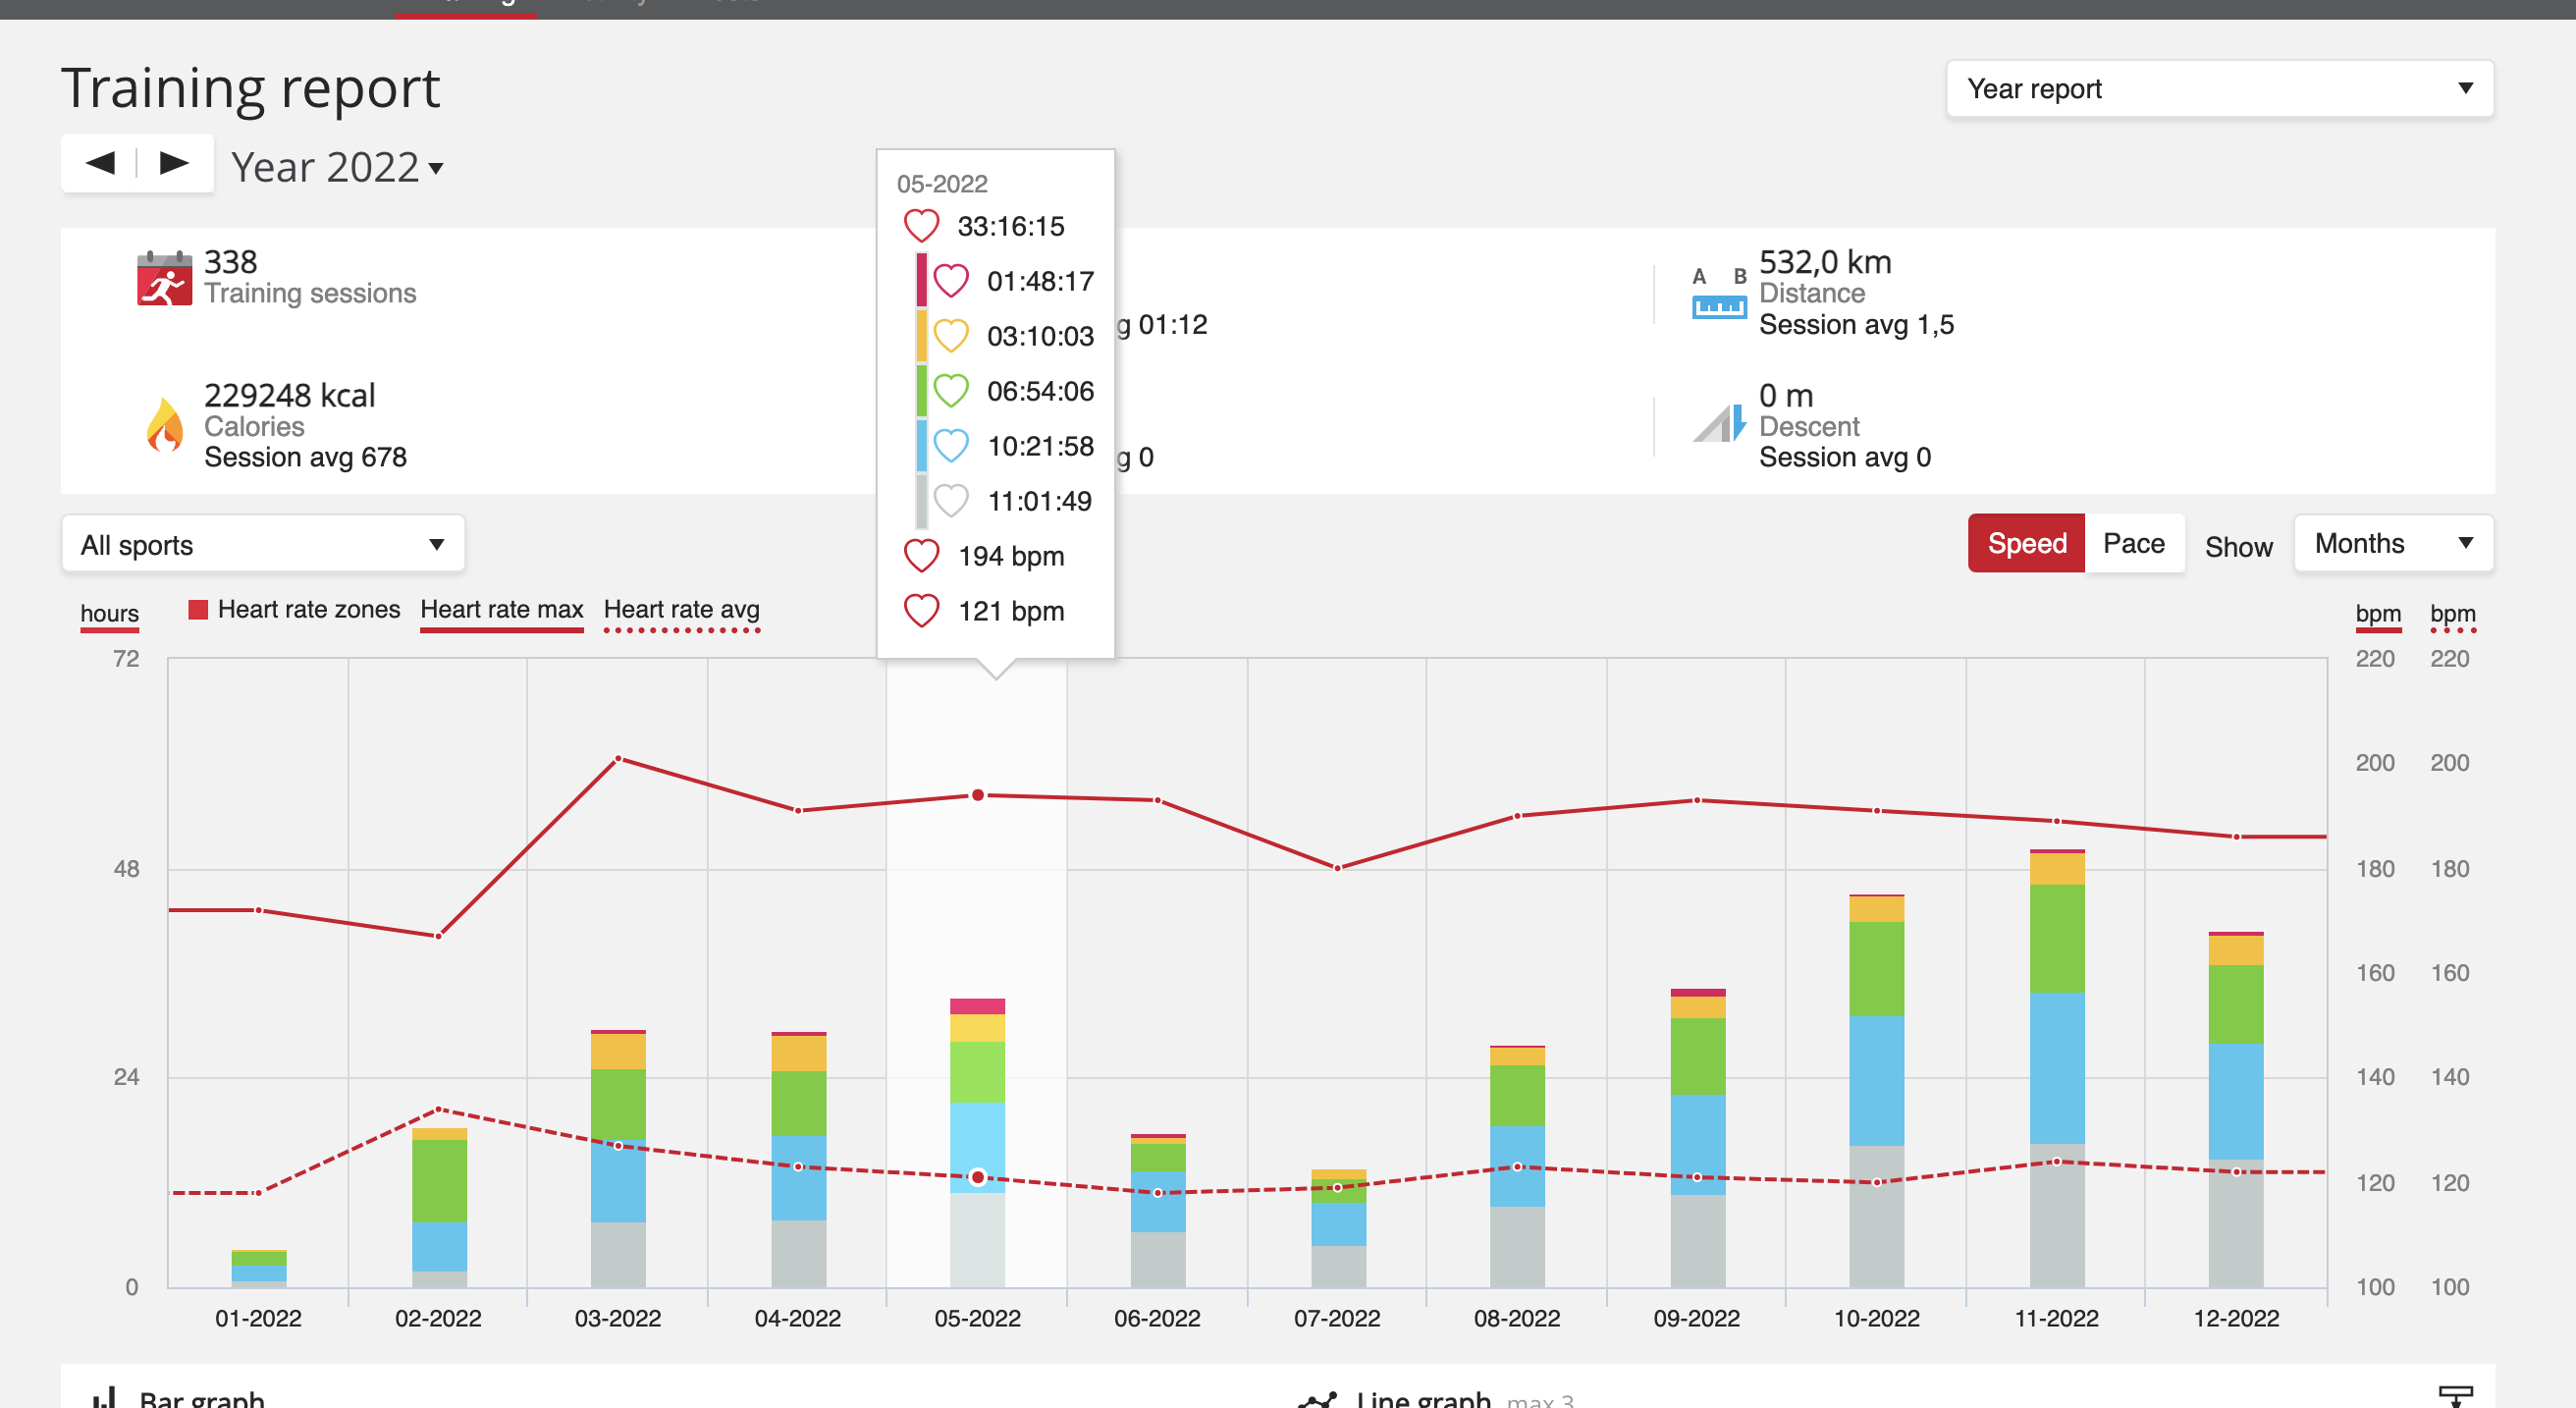 Training report
Year report
Year 2022
05-2022
33:16:15
01:48:17
03:10:03
06:54:06
10:21:58
11:01:49
194 bpm
121 bpm
338
Training sessions
g 01:12
A B
532,0 km
Distance
Session avg 1,5
229248 kcal
Calories
Session avg 678
g 0
0 m
Descent
Session avg 0
All sports
Speed Pace Show Months
hours Heart rate zones Heart rate max Heart rate avg bpm bpm
72 220 220
200 200
48 180 180
160 160
24 140 140
120 120
0 100 100
01-2022 02-2022 03-2022 04-2022 05-2022 06-2022 07-2022 08-2022 09-2022 10-2022 11-2022 12-2022
Bar graph Line graph max 3